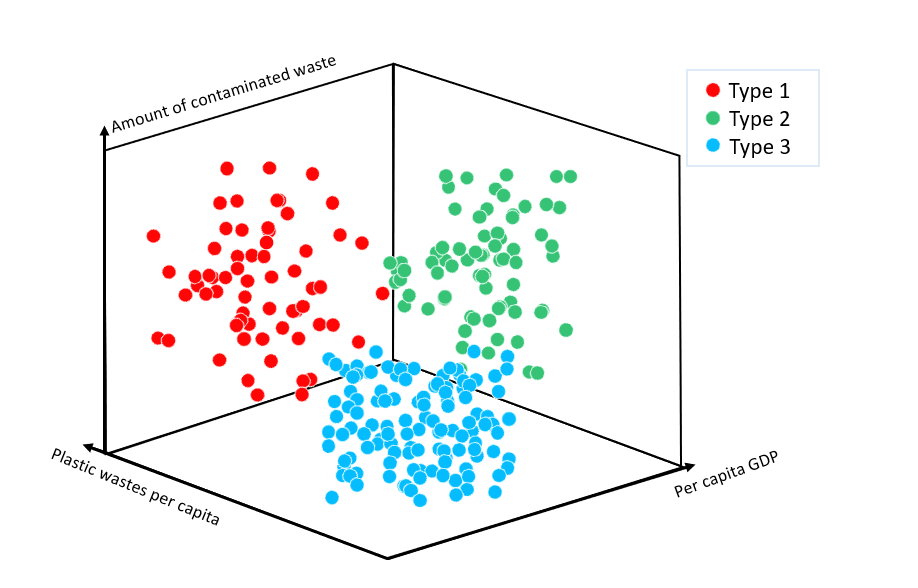 Amount of contaminated waste
Type 1
Type 2
Type 3
Plastic wastes per capita
Per capita GDP